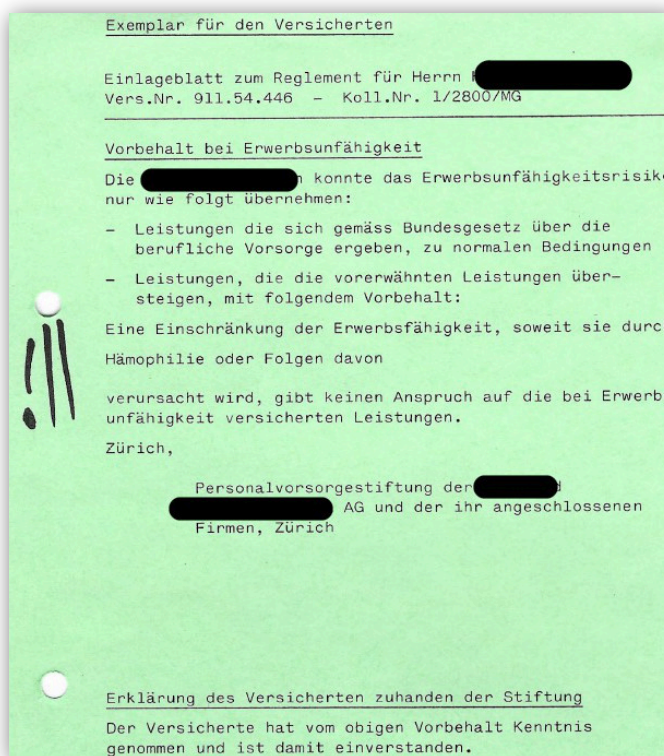 Exemplar für den Versicherten
Einlageblatt zum Reglement für Herrn
Vers.Nr. 911.54.446 - Koll.Nr. 1/2800/MG
Vorbehalt bei Erwerbsunfähigkeit
Die konnte das Erwerbsunfähigkeitsrisik
nur wie folgt übernehmen:
- Leistungen die sich gemäss Bundesgesetz über die
berufliche Vorsorge ergeben, zu normalen Bedingungen
- Leistungen, die die vorerwähnten Leistungen über-
steigen, mit folgendem Vorbehalt:
Eine Einschränkung der Erwerbsfähigkeit, soweit sie durc
Hämophilie oder Folgen davon
verursacht wird, gibt keinen Anspruch auf die bei Erwerb
unfähigkeit versicherten Leistungen.
Zürich,
Personalvorsorgestiftung der
AG und der ihr angeschlossenen
Firmen, Zürich
Erklärung des Versicherten zuhanden der Stiftung
Der Versicherte hat vom obigen Vorbehalt Kenntnis
genommen und ist damit einverstanden.